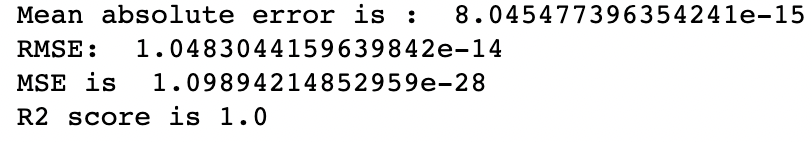 Mean absolute error is :  8.045477396354241e-15
RMSE:  1.0483044159639842e-14
MSE is  1.09894214852959e-28
R2 score is 1.0